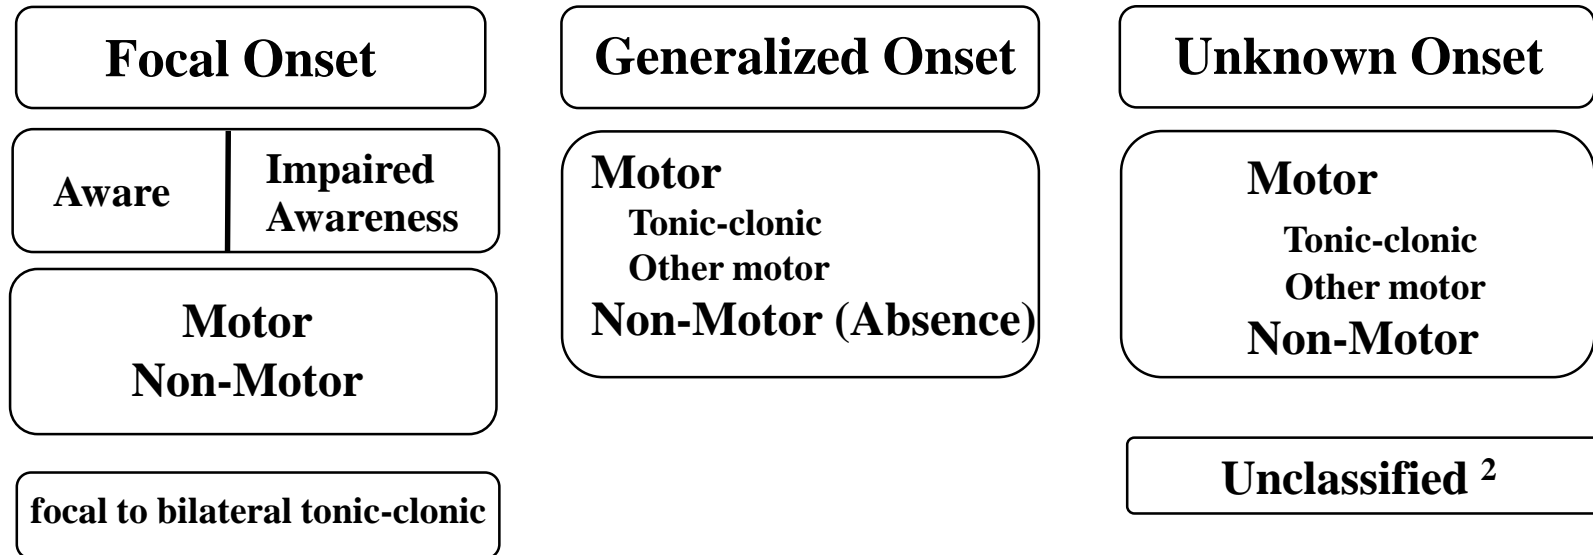 Focal Onset
Aware
Impaired
Awareness
Motor
Non-Motor
focal to bilateral tonic-clonic
Generalized Onset
Motor
Tonic-clonic
Other motor
Non-Motor (Absence)
Unknown Onset
Motor
Tonic-clonic
Other motor
Non-Motor
Unclassified ²